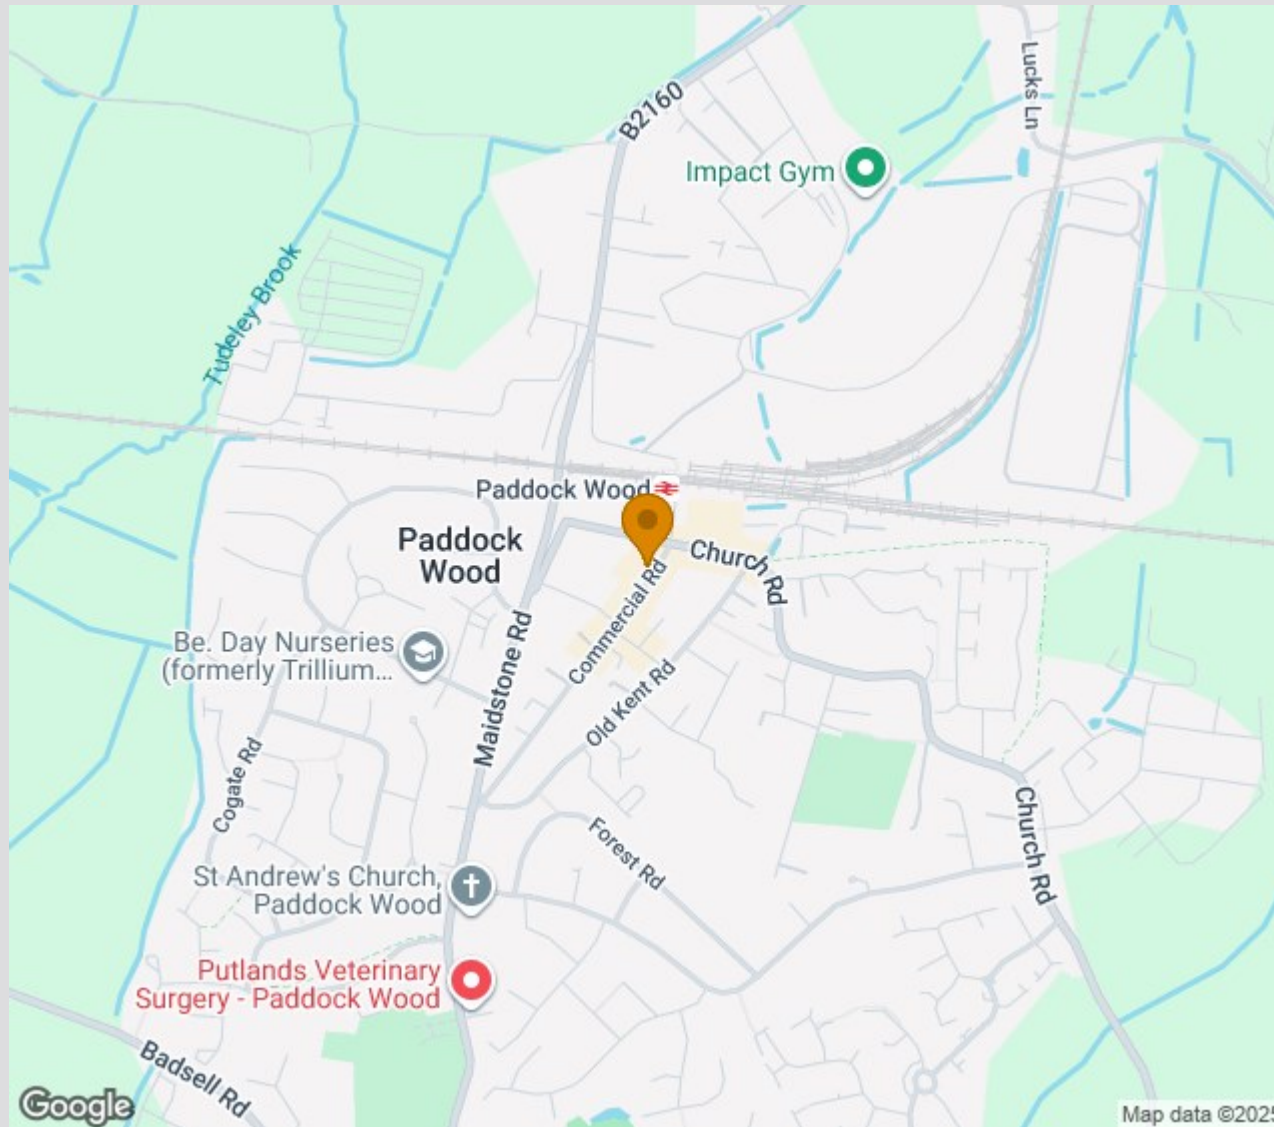 Lucks Ln
B2160
Impact Gym
Tudeley Brook
Paddock Wood
Paddock
Wood
Church Rd
Commercial Rd
Be. Day Nurseries
(formerly Trillium...
Maidstone Rd
Old Kent Rd
Cogate Rd
Forest Rd
Church Rd
St Andrew's Church,
Paddock Wood
Putlands Veterinary
Surgery - Paddock Wood
Badsell Rd
Google
Map data ©2025